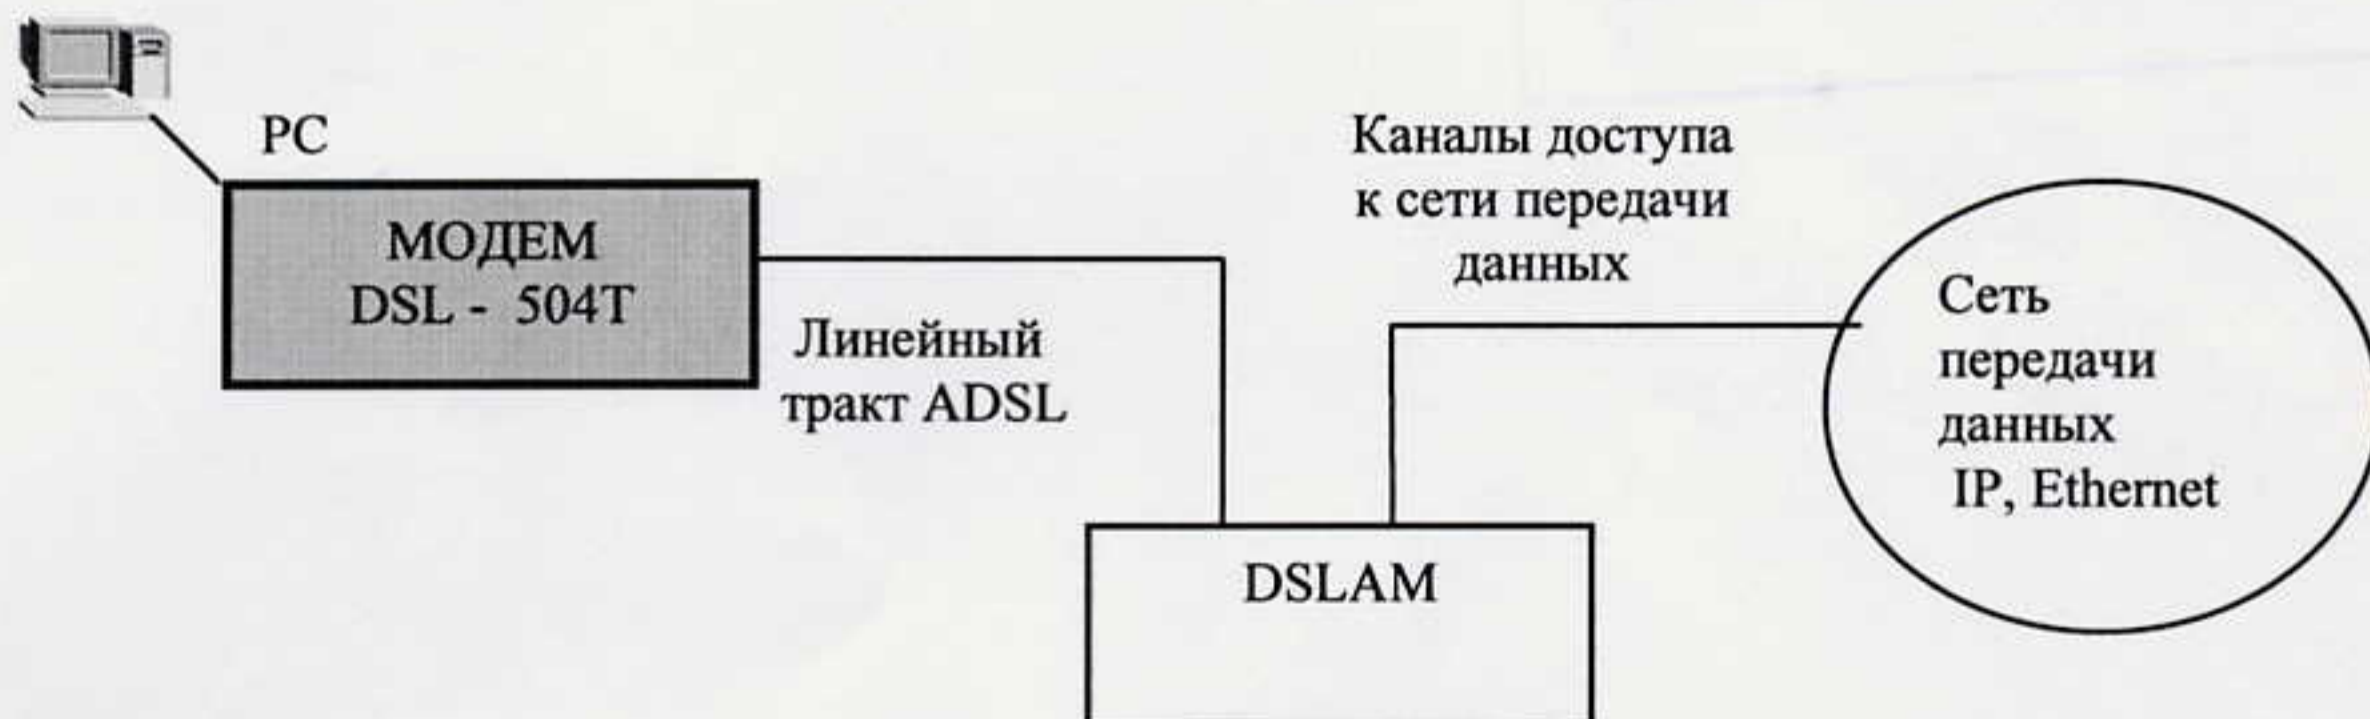 PC
МОДЕМ
DSL - 504T
Линейный
тракт ADSL
Каналы доступа
к сети передачи
данных
Сеть
передачи
данных
IP, Ethernet
DSLAM